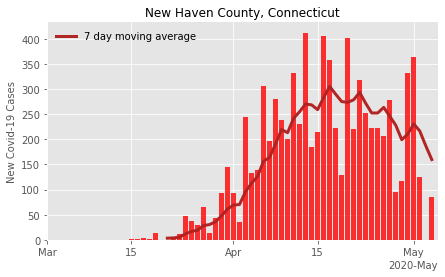 New Haven County, Connecticut
7 day moving average
New Covid-19 Cases
400
350
300
250
200
150
100
50
0
Mar 15 Apr 15 May
2020-May